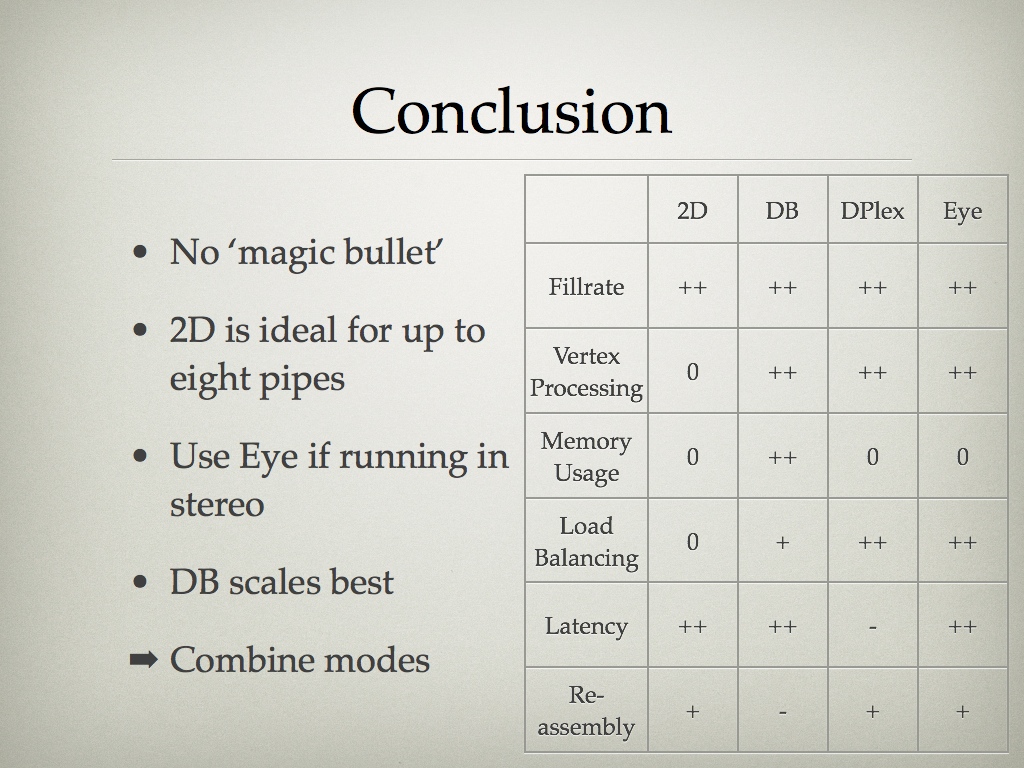 Conclusion
• No ‘magic bullet’
• 2D is ideal for up to
eight pipes
• Use Eye if running in
stereo
• DB scales best
➡ Combine modes
2D DB DPlex Eye
Fillrate ++ ++ ++ ++
Vertex
Processing 0 ++ ++ ++
Memory
Usage 0 ++ 0 0
Load
Balancing 0 + ++ ++
Latency ++ ++ - ++
Re-
assembly + - + +